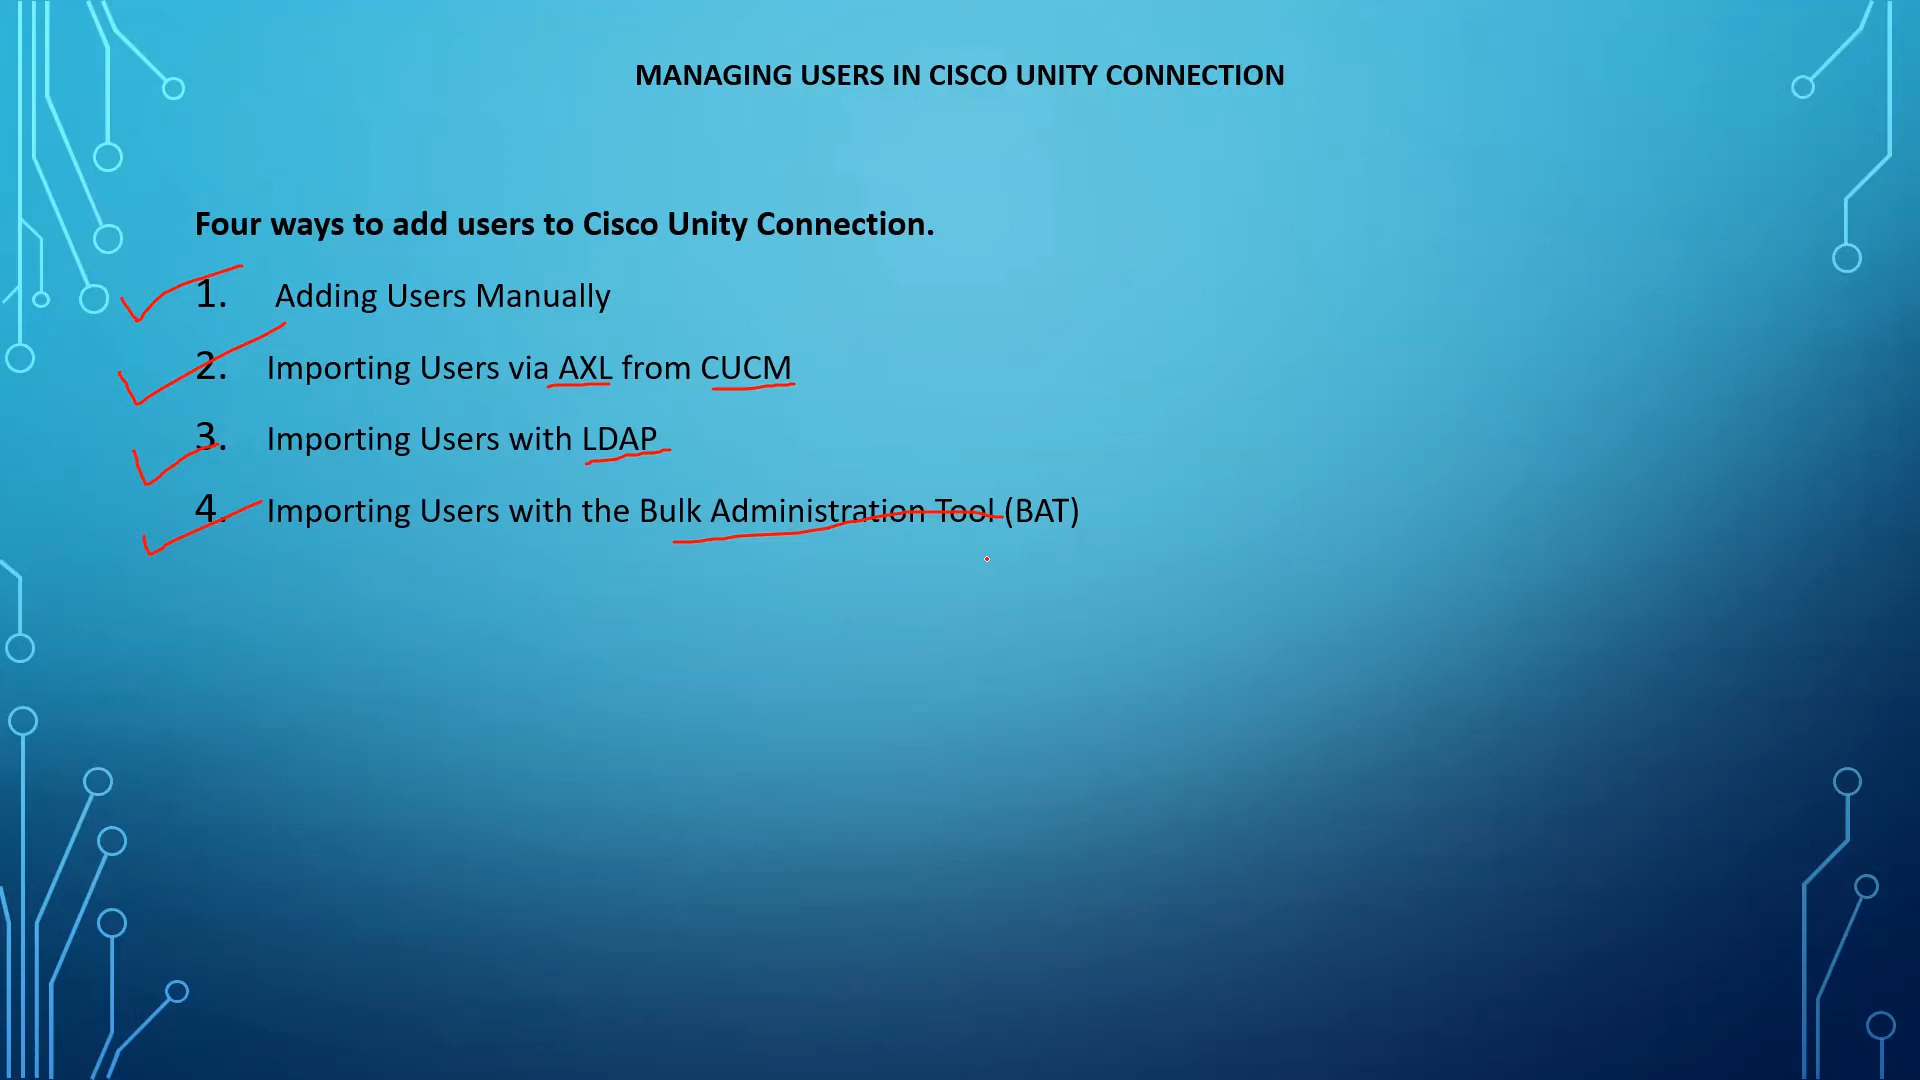 MANAGING USERS IN CISCO UNITY CONNECTION
Four ways to add users to Cisco Unity Connection.
1. Adding Users Manually
2. Importing Users via AXL from CUCM
3. Importing Users with LDAP
4. Importing Users with the Bulk Administration Tool (BAT)